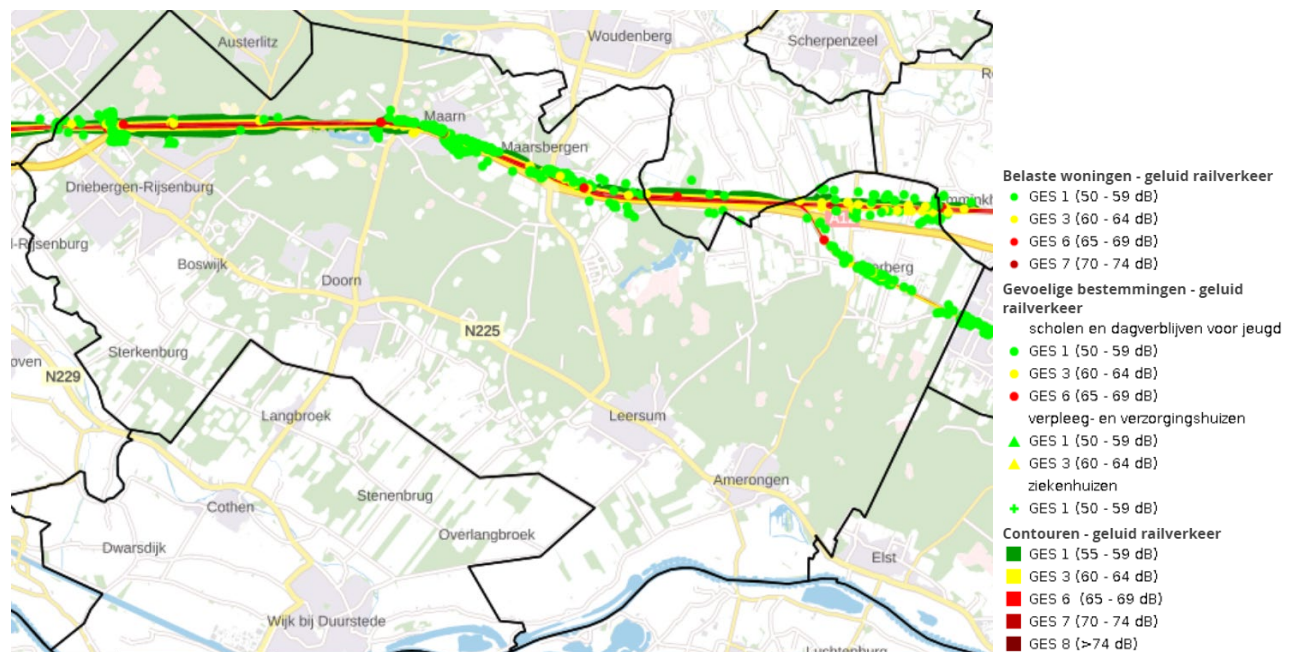 Austerlitz
Woudenberg
Scherpenzeel
Maarn
Maarsbergen
Driebergen-Rijsenburg
l-Rijsenburg
Boswijk
Doorn
erberg
N225
Sterkenburg
oven
N229
Langbroek
Leersum
Amerongen
Cothen
Stenenbrug
Overlangbroek
Dwarsdijk
Elst
Wijk bij Duurstede
Belaste woningen - geluid railverkeer
GES 1 (50 - 59 dB)
GES 3 (60 - 64 dB)
GES 6 (65 - 69 dB)
GES 7 (70 - 74 dB)
Gevoelige bestemmingen - geluid
railverkeer
scholen en dagverblijven voor jeugd
GES 1 (50 - 59 dB)
GES 3 (60 - 64 dB)
GES 6 (65 - 69 dB)
verpleeg- en verzorgingshuizen
GES 1 (50 - 59 dB)
GES 3 (60 - 64 dB)
ziekenhuizen
GES 1 (50 - 59 dB)
Contouren - geluid railverkeer
GES 1 (55 - 59 dB)
GES 3 (60 - 64 dB)
GES 6 (65 - 69 dB)
GES 7 (70 - 74 dB)
GES 8 (>74 dB)